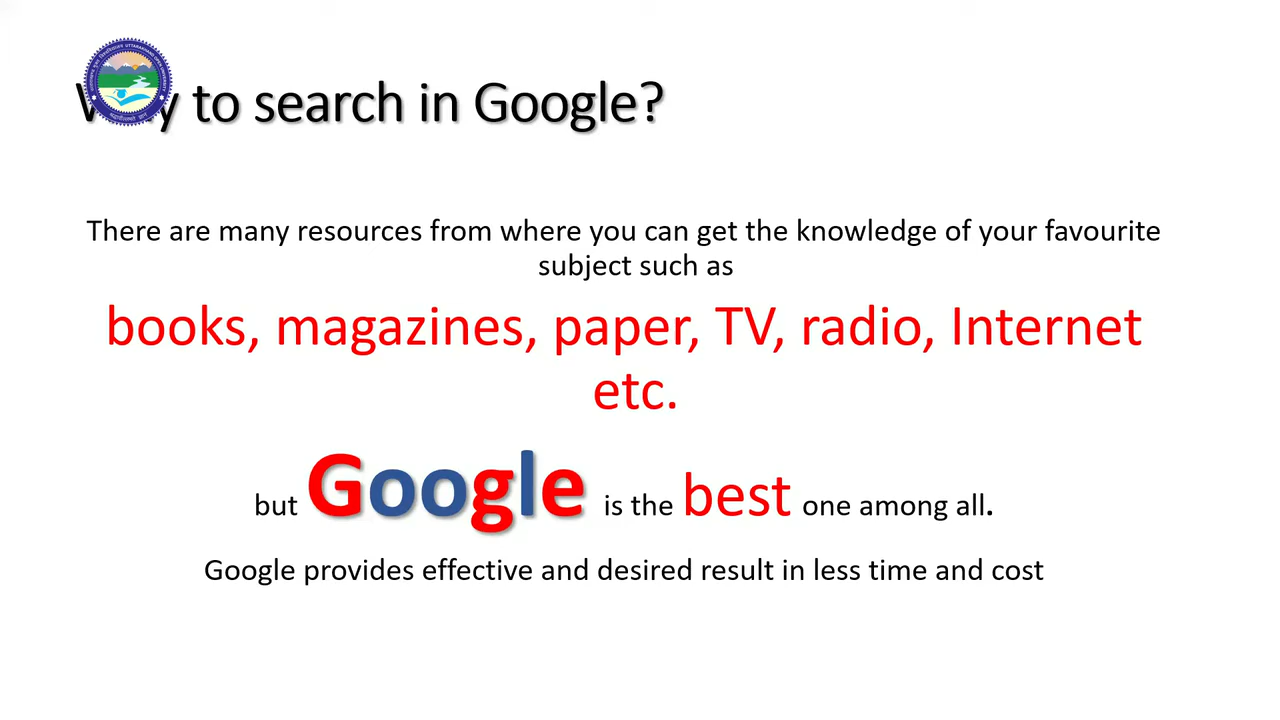 Why to search in Google?
There are many resources from where you can get the knowledge of your favourite
subject such as
books, magazines, paper, TV, radio, Internet
etc.
but Google is the best one among all.
Google provides effective and desired result in less time and cost